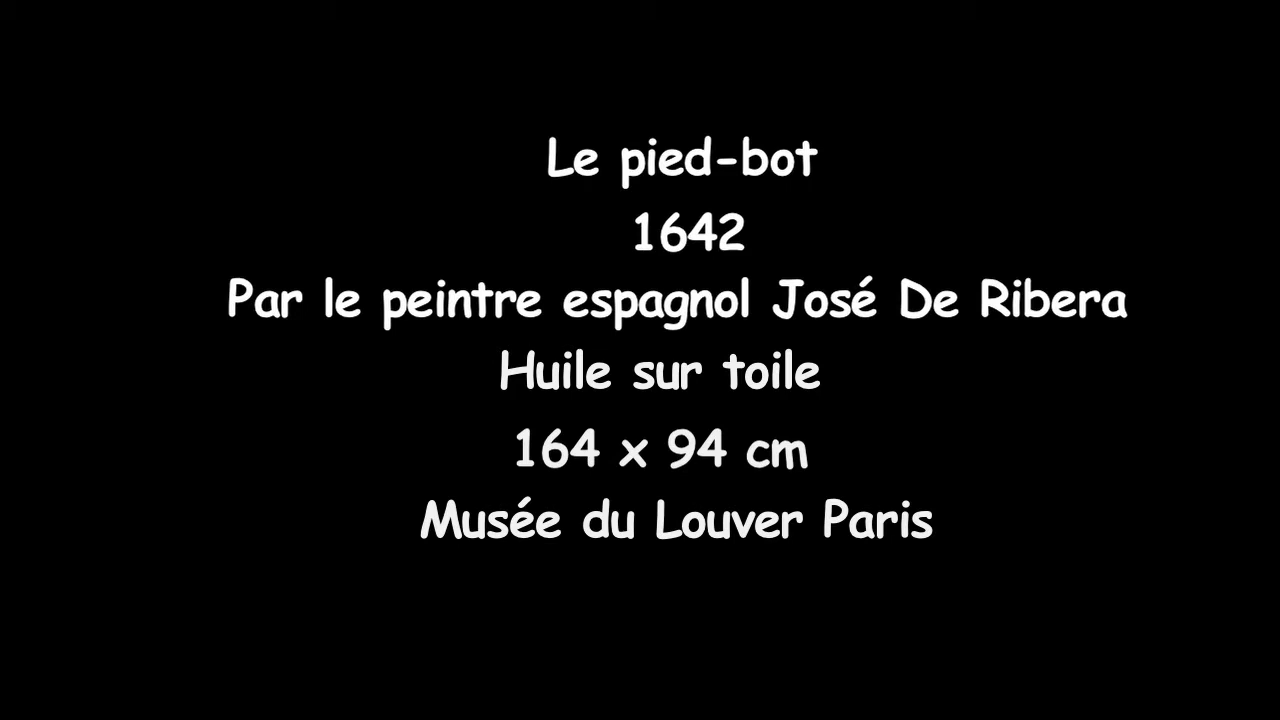 Le pied-bot
1642
Par le peintre espagnol José De Ribera
Huile sur toile
164 x 94 cm
Musée du Louver Paris